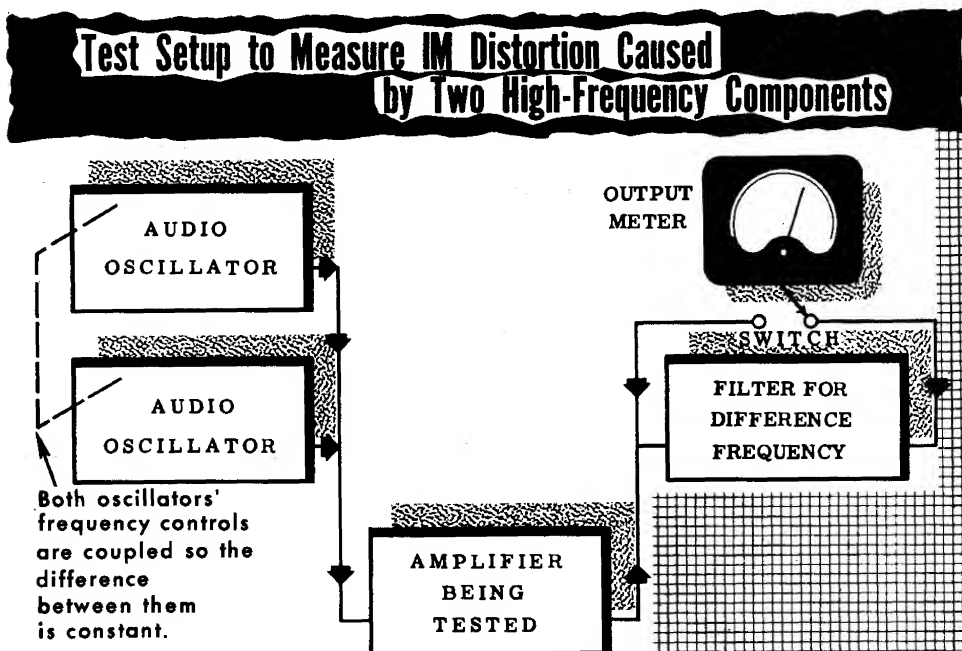 Test Setup to Measure IM Distortion Caused
by Two High-Frequency Components
AUDIO
OSCILLATOR
OUTPUT
METER
SWITCH
AUDIO
OSCILLATOR
FILTER FOR
DIFFERENCE
FREQUENCY
Both oscillators'
frequency controls
are coupled so the
difference
between them
is constant.
AMPLIFIER
BEING
TESTED